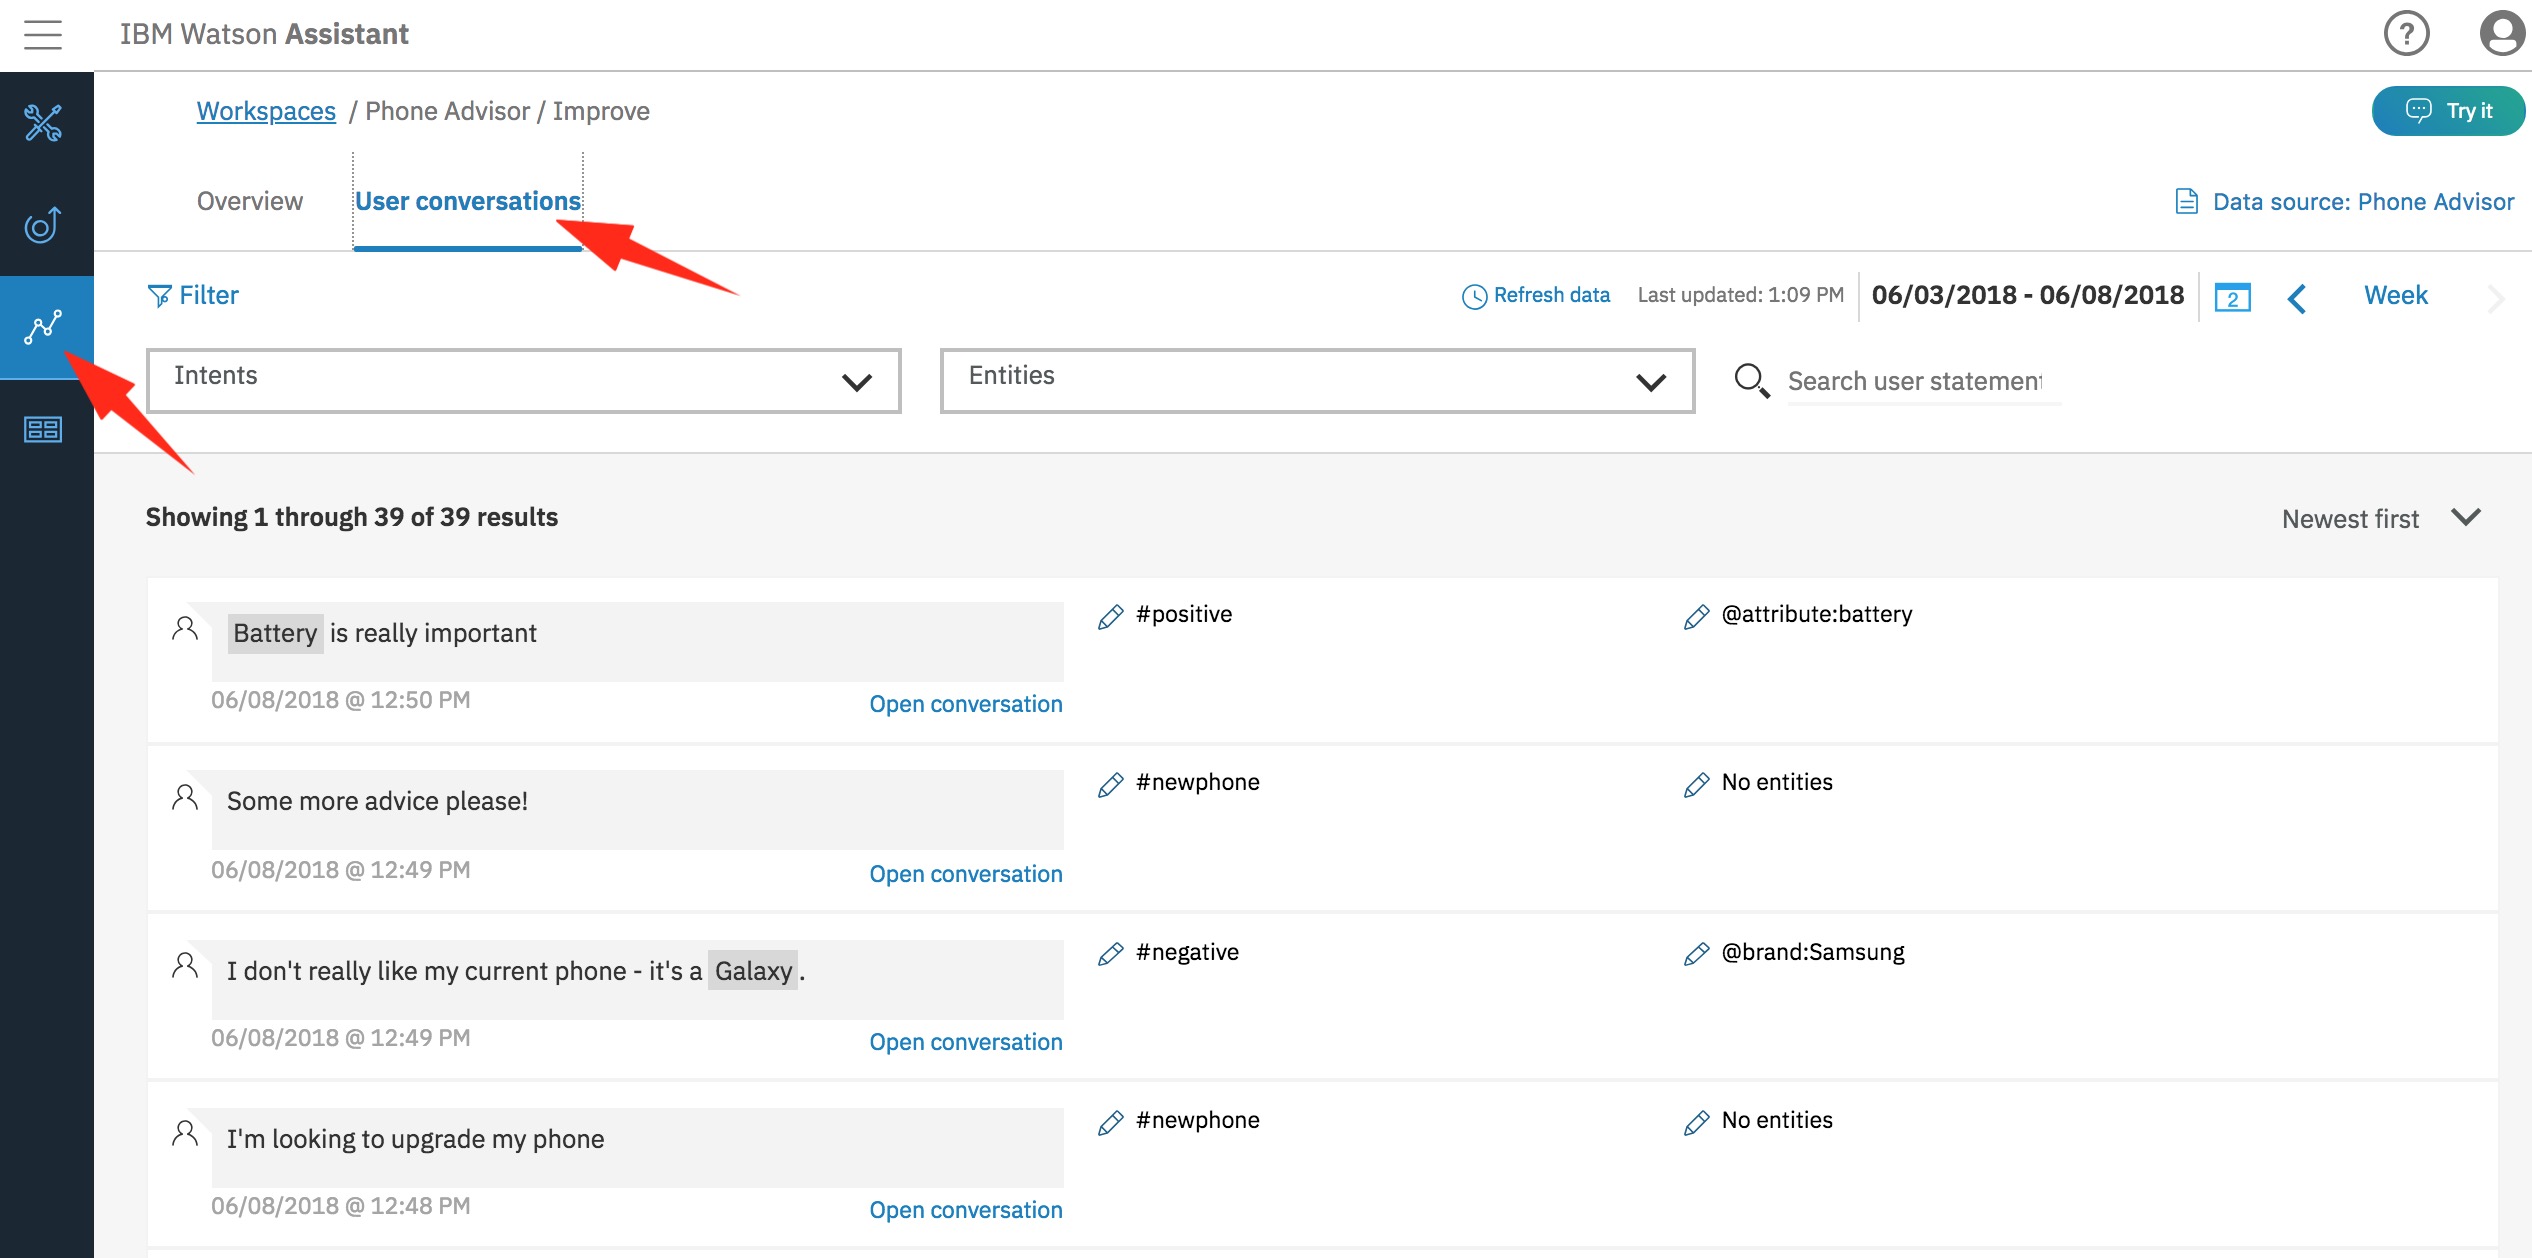 IBM Watson Assistant
?
Workspaces / Phone Advisor / Improve
Try it
Overview
User conversations
Data source: Phone Advisor
Filter
Refresh data
Last updated: 1:09 PM
06/03/2018 - 06/08/2018
2
Week
Intents
Entities
Search user statement
Showing 1 through 39 of 39 results
Newest first
Battery is really important
#positive
@attribute:battery
06/08/2018 @ 12:50 PM
Open conversation
Some more advice please!
#newphone
No entities
06/08/2018 @ 12:49 PM
Open conversation
I don't really like my current phone - it's a Galaxy .
#negative
@brand:Samsung
06/08/2018 @ 12:49 PM
Open conversation
I'm looking to upgrade my phone
#newphone
No entities
06/08/2018 @ 12:48 PM
Open conversation